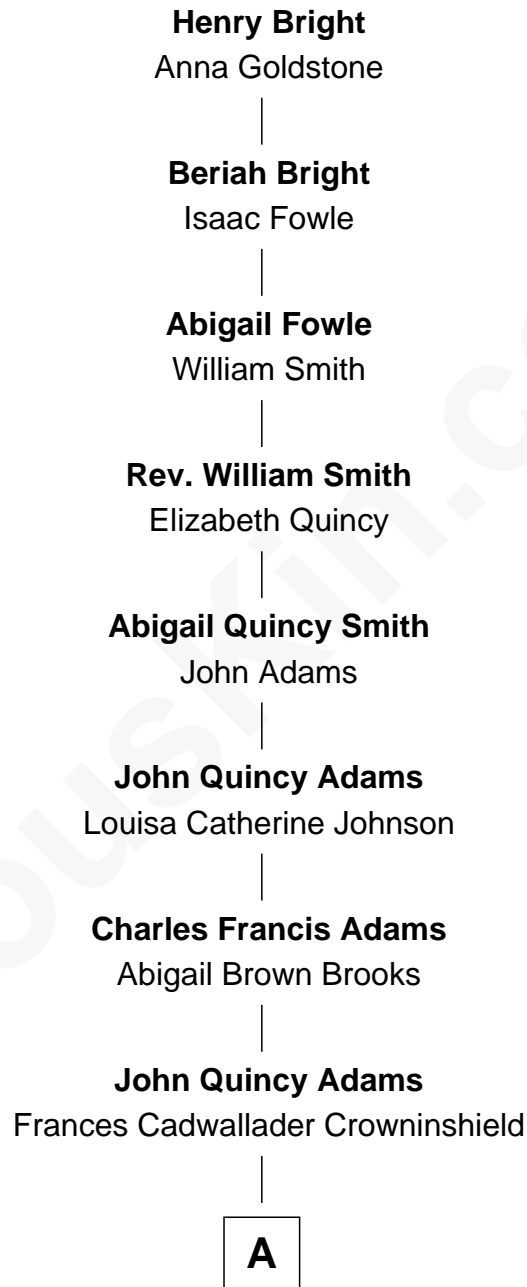 Henry Bright
Anna Goldstone
Beriah Bright
Isaac Fowle
Abigail Fowle
William Smith
Rev. William Smith
Elizabeth Quincy
Abigail Quincy Smith
John Adams
John Quincy Adams
Louisa Catherine Johnson
Charles Francis Adams
Abigail Brown Brooks
John Quincy Adams
Frances Cadwallader Crowninshield
A